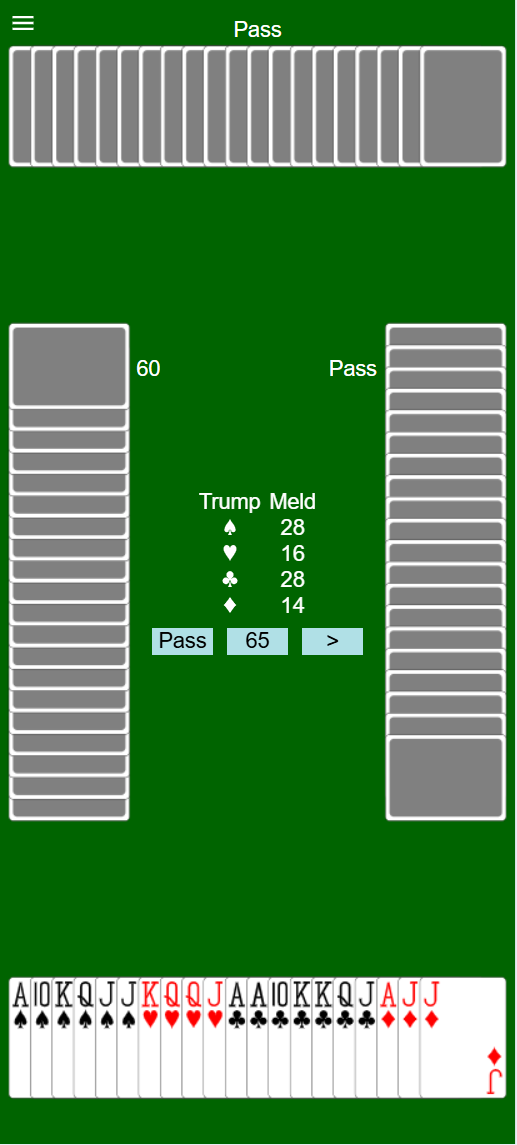 Pass
60 Pass
Trump Meld
♠ 28
♥ 16
♣ 28
♦ 14
Pass 65 >
A 10 K Q J J K Q Q J A A 10 K K Q J A J J
♠ ♠ ♠ ♠ ♠ ♠ ♥ ♥ ♥ ♥ ♣ ♣ ♣ ♣ ♣ ♣ ♣ ♦ ♦ ♦
♦
J